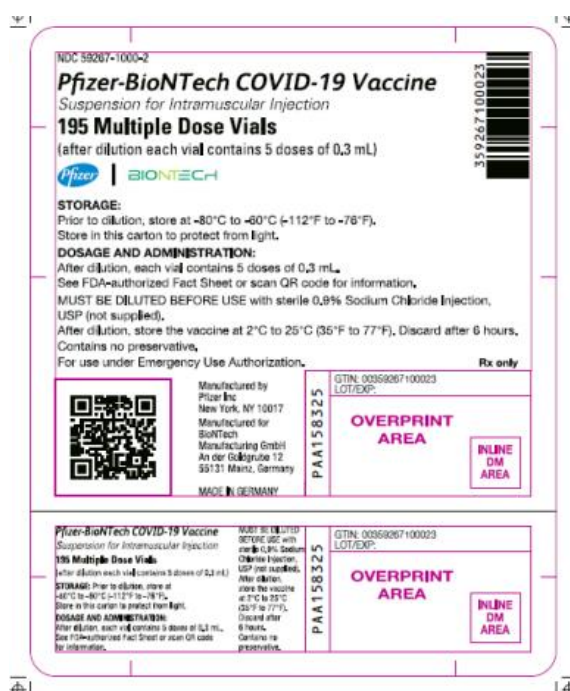 NDC 59267-1000-2
Pfizer-BioNTech COVID-19 Vaccine
Suspension for Intramuscular Injection
195 Multiple Dose Vials
(after dilution each vial contains 5 doses of 0.3 mL)
Pfizer | BIONTECH
359267100023
STORAGE:
Prior to dilution, store at -80°C to -60°C (-112°F to -76°F).
Store in this carton to protect from light.
DOSAGE AND ADMINISTRATION:
After dilution, each vial contains 5 doses of 0.3 mL.
See FDA-authorized Fact Sheet or scan QR code for information.
MUST BE DILUTED BEFORE USE with sterile 0.9% Sodium Chloride Injection,
USP (not supplied).
After dilution, store the vaccine at 2°C to 25°C (35°F to 77°F). Discard after 6 hours.
Contains no preservative.
For use under Emergency Use Authorization.
Rx only
Manufactured by
Pfizer Inc
New York, NY 10017
Manufactured for
BioNTech
Manufacturing GmbH
An der Goldgrube 12
55131 Mainz, Germany
MADE IN GERMANY
PAA158325
GTIN: 00359267100023
LOT/EXP:
OVERPRINT
AREA
INLINE
DM
AREA
Pfizer-BioNTech COVID-19 Vaccine
Suspension for Intramuscular Injection
195 Multiple Dose Vials
(after dilution each vial contains 5 doses of 0.3 mL)
STORAGE: Prior to dilution, store at
-80°C to -60°C (-112°F to -76°F).
Store in this carton to protect from light.
DOSAGE AND ADMINISTRATION:
After dilution, each vial contains 5 doses of 0.3 mL.
See FDA-authorized Fact Sheet or scan QR code
for information.
MUST BE DILUTED
BEFORE USE with
sterile 0.9% Sodium
Chloride Injection,
USP (not supplied).
After dilution,
store the vaccine
at 2°C to 25°C
(35°F to 77°F).
Discard after
6 hours.
Contains no
preservative.
PAA158325
GTIN: 00359267100023
LOT/EXP:
OVERPRINT
AREA
INLINE
DM
AREA